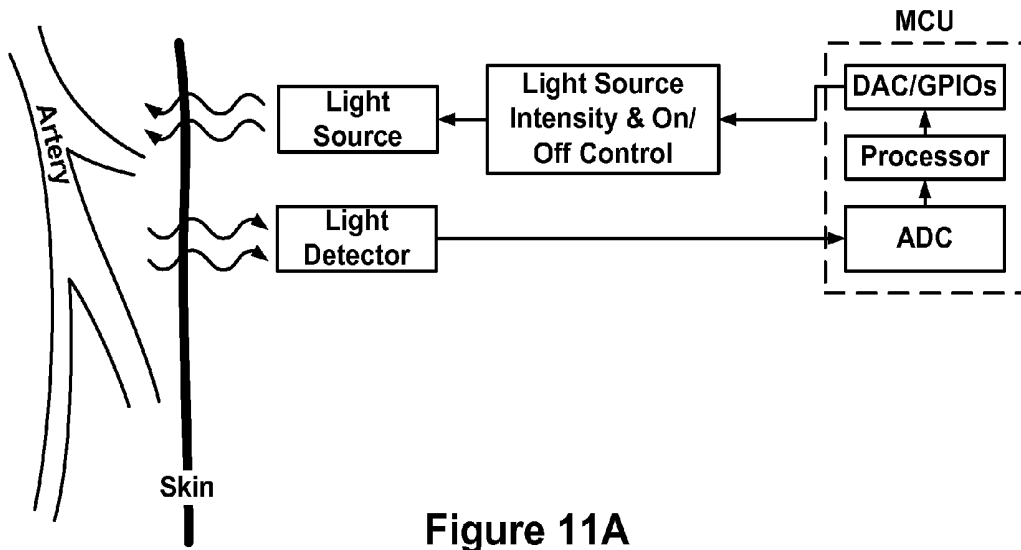 MCU
Artery
Light
Source
Light Source
Intensity & On/
Off Control
DAC/GPIOs
Processor
Light
Detector
ADC
Skin
Figure 11A